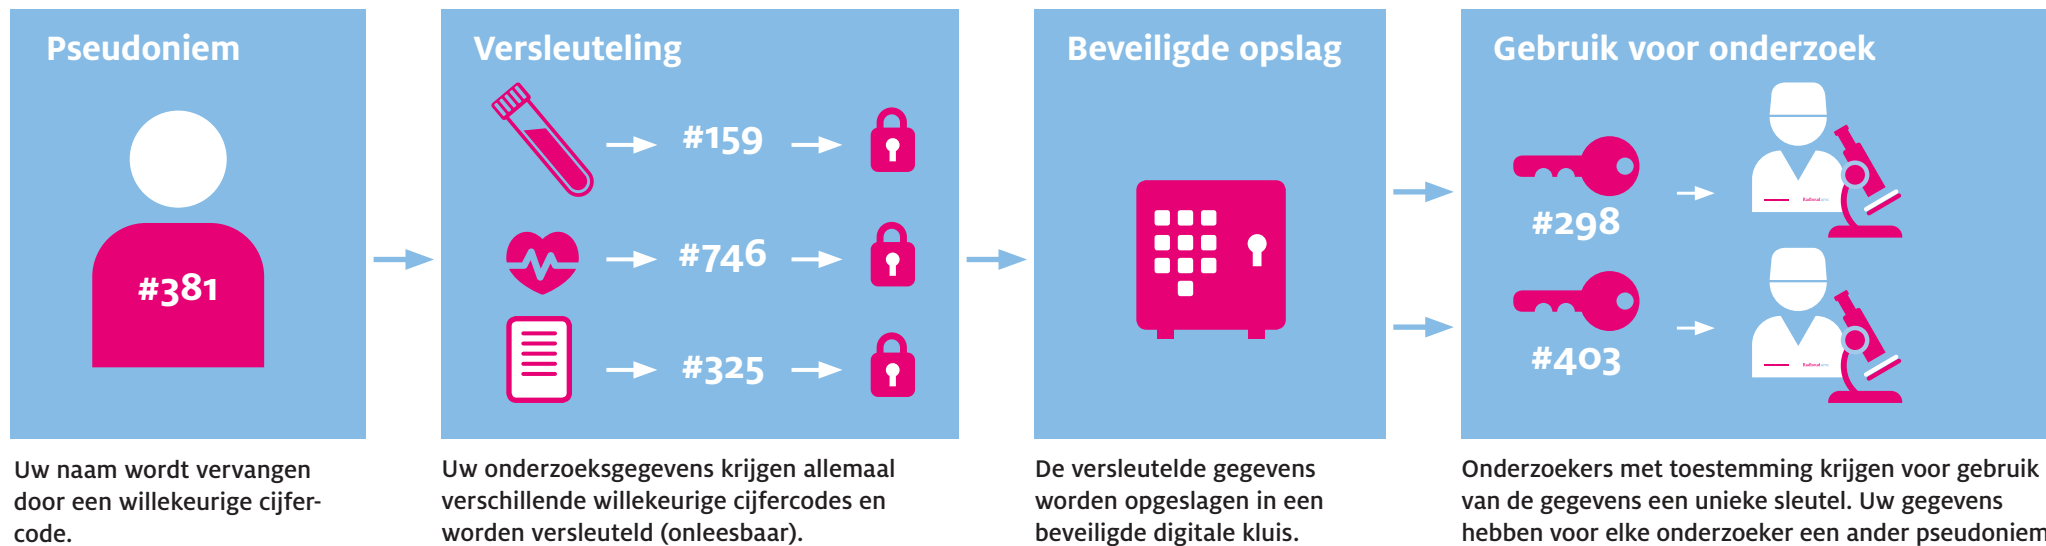 Pseudoniem
#381
Uw naam wordt vervangen
door een willekeurige cijfer-
code.
Versleuteling
#159
#746
#325
Uw onderzoeksgegevens krijgen allemaal
verschillende willekeurige cijfercodes en
worden versleuteld (onleesbaar).
Beveiligde opslag
De versleutelde gegevens
worden opgeslagen in een
beveiligde digitale kluis.
Gebruik voor onderzoek
#298
#403
Onderzoekers met toestemming krijgen voor gebruik
van de gegevens een unieke sleutel. Uw gegevens
hebben voor elke onderzoeker een ander pseudoniem